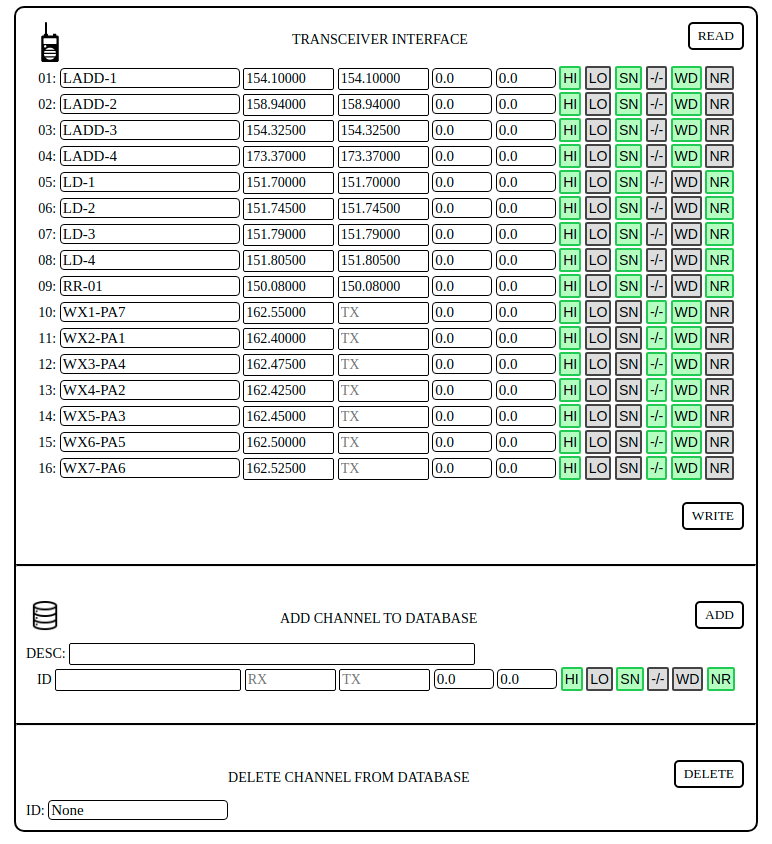 TRANSCEIVER INTERFACE READ
01: LADD-1 154.10000 154.10000 0.0 0.0 HI LO SN -/- WD NR
02: LADD-2 158.94000 158.94000 0.0 0.0 HI LO SN -/- WD NR
03: LADD-3 154.32500 154.32500 0.0 0.0 HI LO SN -/- WD NR
04: LADD-4 173.37000 173.37000 0.0 0.0 HI LO SN -/- WD NR
05: LD-1 151.70000 151.70000 0.0 0.0 HI LO SN -/- WD NR
06: LD-2 151.74500 151.74500 0.0 0.0 HI LO SN -/- WD NR
07: LD-3 151.79000 151.79000 0.0 0.0 HI LO SN -/- WD NR
08: LD-4 151.80500 151.80500 0.0 0.0 HI LO SN -/- WD NR
09: RR-01 150.08000 150.08000 0.0 0.0 HI LO SN -/- WD NR
10: WX1-PA7 162.55000 TX 0.0 0.0 HI LO SN -/- WD NR
11: WX2-PA1 162.40000 TX 0.0 0.0 HI LO SN -/- WD NR
12: WX3-PA4 162.47500 TX 0.0 0.0 HI LO SN -/- WD NR
13: WX4-PA2 162.42500 TX 0.0 0.0 HI LO SN -/- WD NR
14: WX5-PA3 162.45000 TX 0.0 0.0 HI LO SN -/- WD NR
15: WX6-PA5 162.50000 TX 0.0 0.0 HI LO SN -/- WD NR
16: WX7-PA6 162.52500 TX 0.0 0.0 HI LO SN -/- WD NR
WRITE
ADD CHANNEL TO DATABASE ADD
DESC:
ID RX TX 0.0 0.0 HI LO SN -/- WD NR
DELETE CHANNEL FROM DATABASE DELETE
ID: None